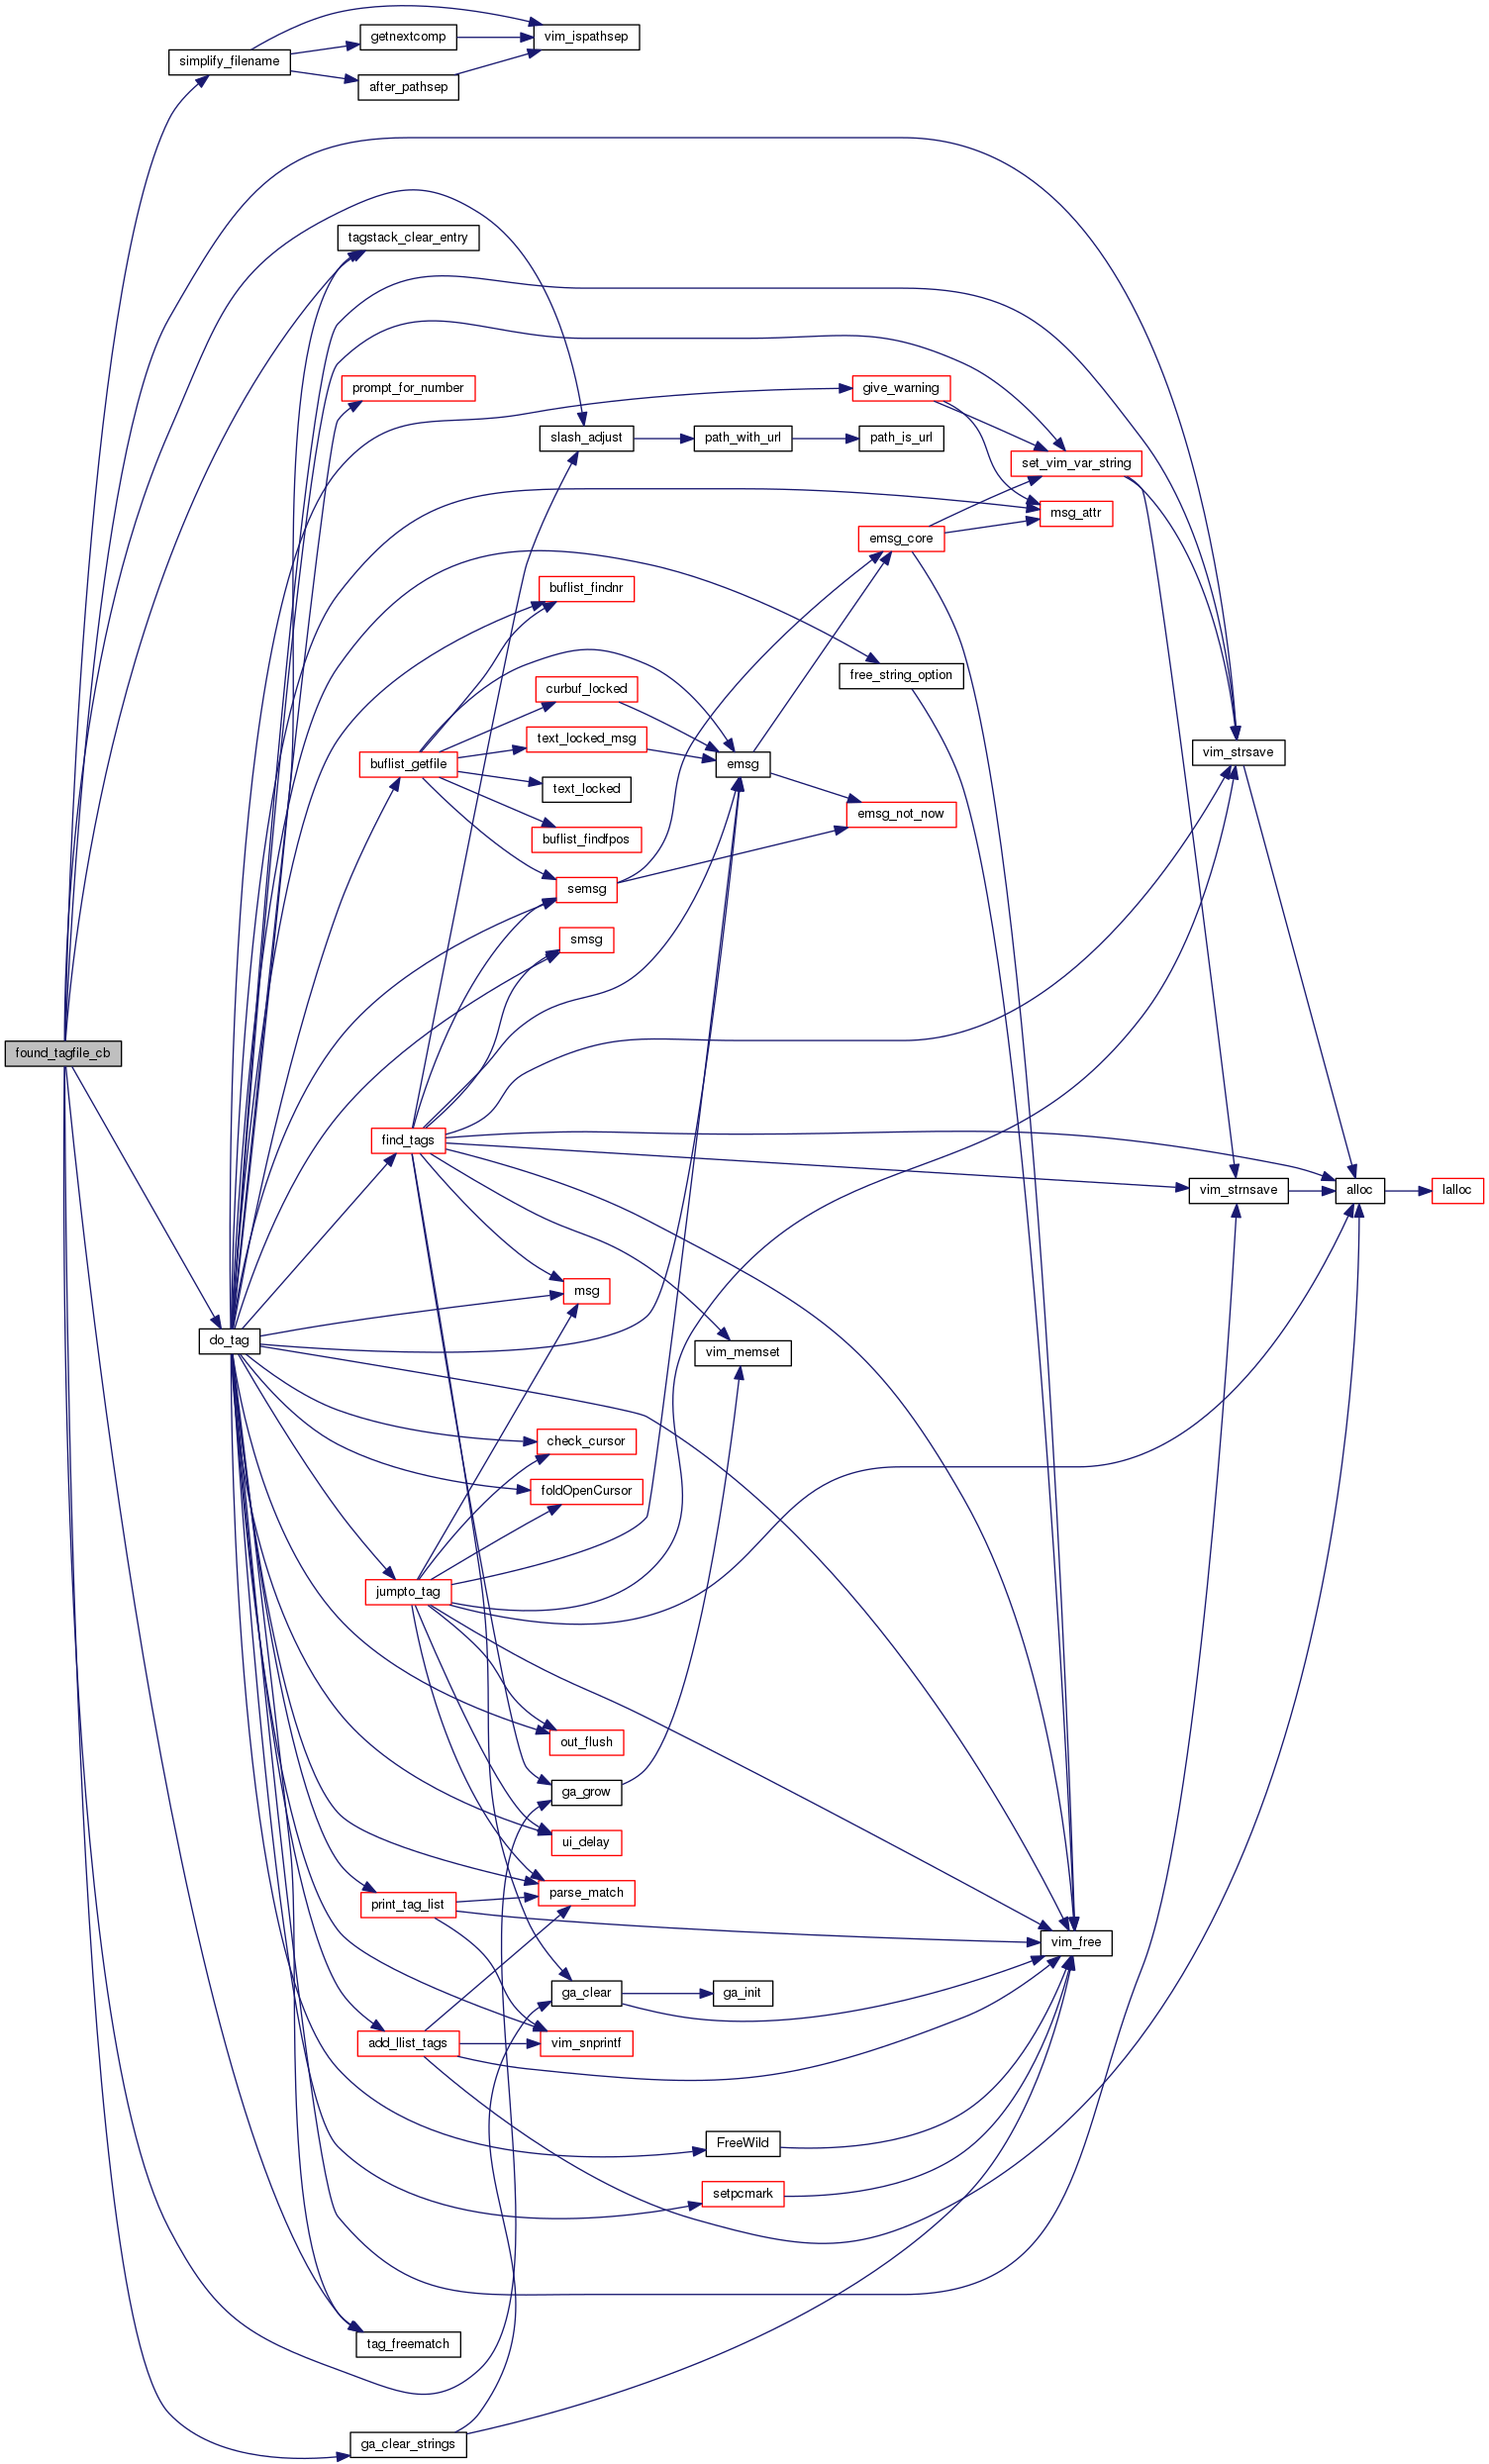 getnextcomp
vim_ispathsep
simplify_filename
after_pathsep
tagstack_clear_entry
prompt_for_number
give_warning
slash_adjust
path_with_url
path_is_url
set_vim_var_string
msg_attr
emsg_core
buflist_findnr
free_string_option
curbuf_locked
text_locked_msg
vim_strsave
buflist_getfile
emsg
text_locked
emsg_not_now
buflist_findfpos
semsg
smsg
found_tagfile_cb
find_tags
vim_strnsave
alloc
lalloc
msg
do_tag
vim_memset
check_cursor
foldOpenCursor
jumpto_tag
out_flush
ga_grow
ui_delay
parse_match
print_tag_list
vim_free
ga_clear
ga_init
add_llist_tags
vim_snprintf
FreeWild
setpcmark
tag_freematch
ga_clear_strings